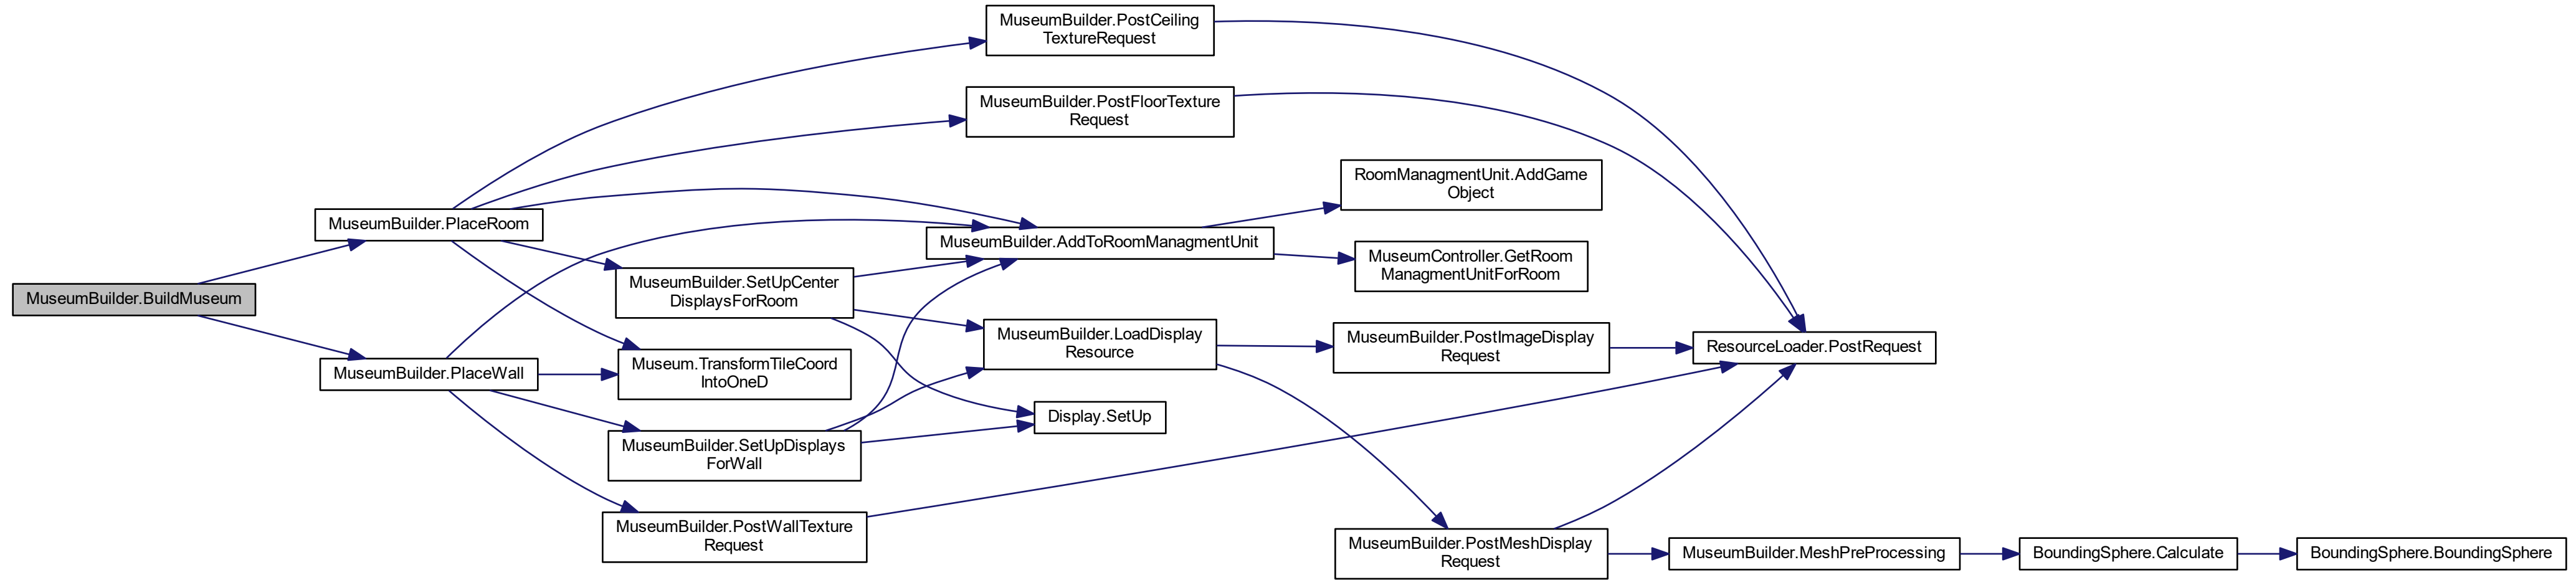 MuseumBuilder.BuildMuseum
MuseumBuilder.PlaceRoom
MuseumBuilder.PlaceWall
MuseumBuilder.SetUpCenter
DisplaysForRoom
Museum.TransformTileCoord
IntoOneD
MuseumBuilder.SetUpDisplays
ForWall
MuseumBuilder.PostWallTexture
Request
MuseumBuilder.PostCeiling
TextureRequest
MuseumBuilder.PostFloorTexture
Request
MuseumBuilder.AddToRoomManagmentUnit
MuseumBuilder.LoadDisplay
Resource
Display.SetUp
RoomManagmentUnit.AddGame
Object
MuseumController.GetRoom
ManagmentUnitForRoom
MuseumBuilder.PostImageDisplay
Request
MuseumBuilder.PostMeshDisplay
Request
ResourceLoader.PostRequest
MuseumBuilder.MeshPreProcessing
BoundingSphere.Calculate
BoundingSphere.BoundingSphere